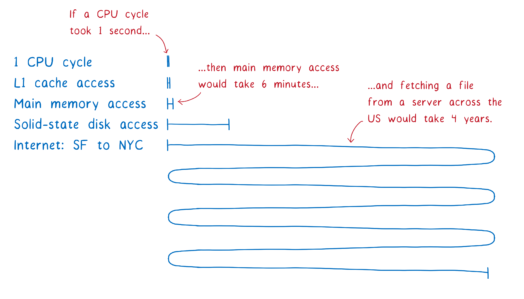 If a CPU cycle
took 1 second...
1 CPU cycle
L1 cache access
Main memory access
Solid-state disk access
Internet: SF to NYC
...then main memory access
would take 6 minutes...
...and fetching a file
from a server across the
US would take 4 years.